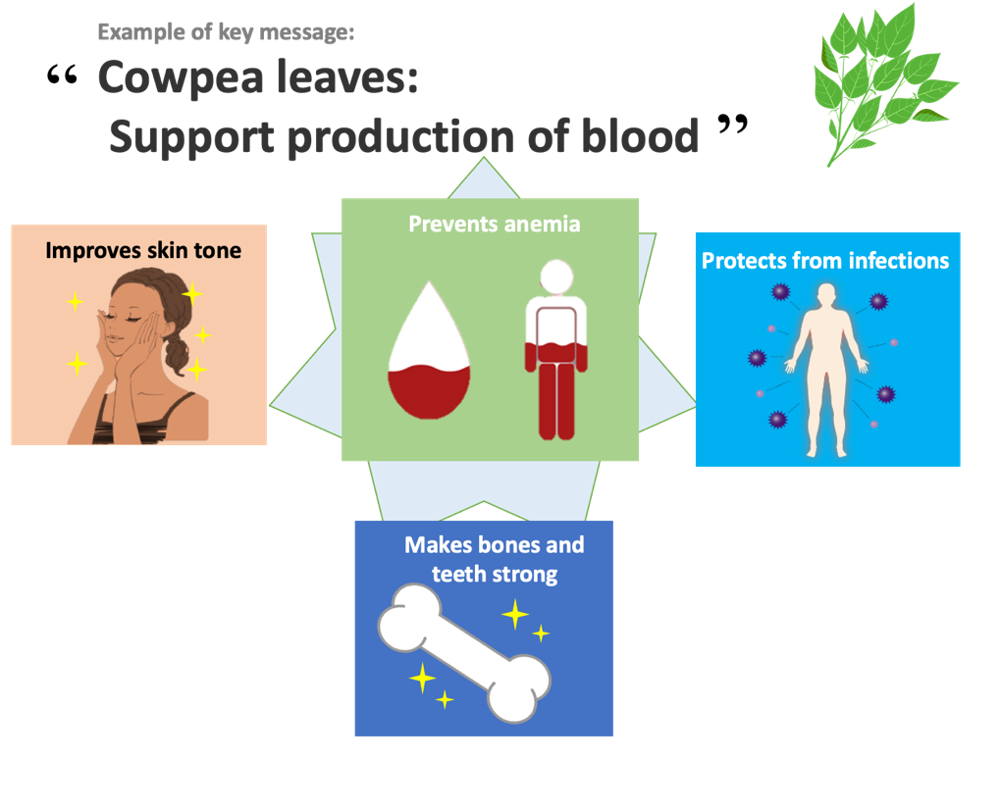 Example of key message:
“ Cowpea leaves:
Support production of blood ”
Prevents anemia
Improves skin tone
Protects from infections
Makes bones and
teeth strong